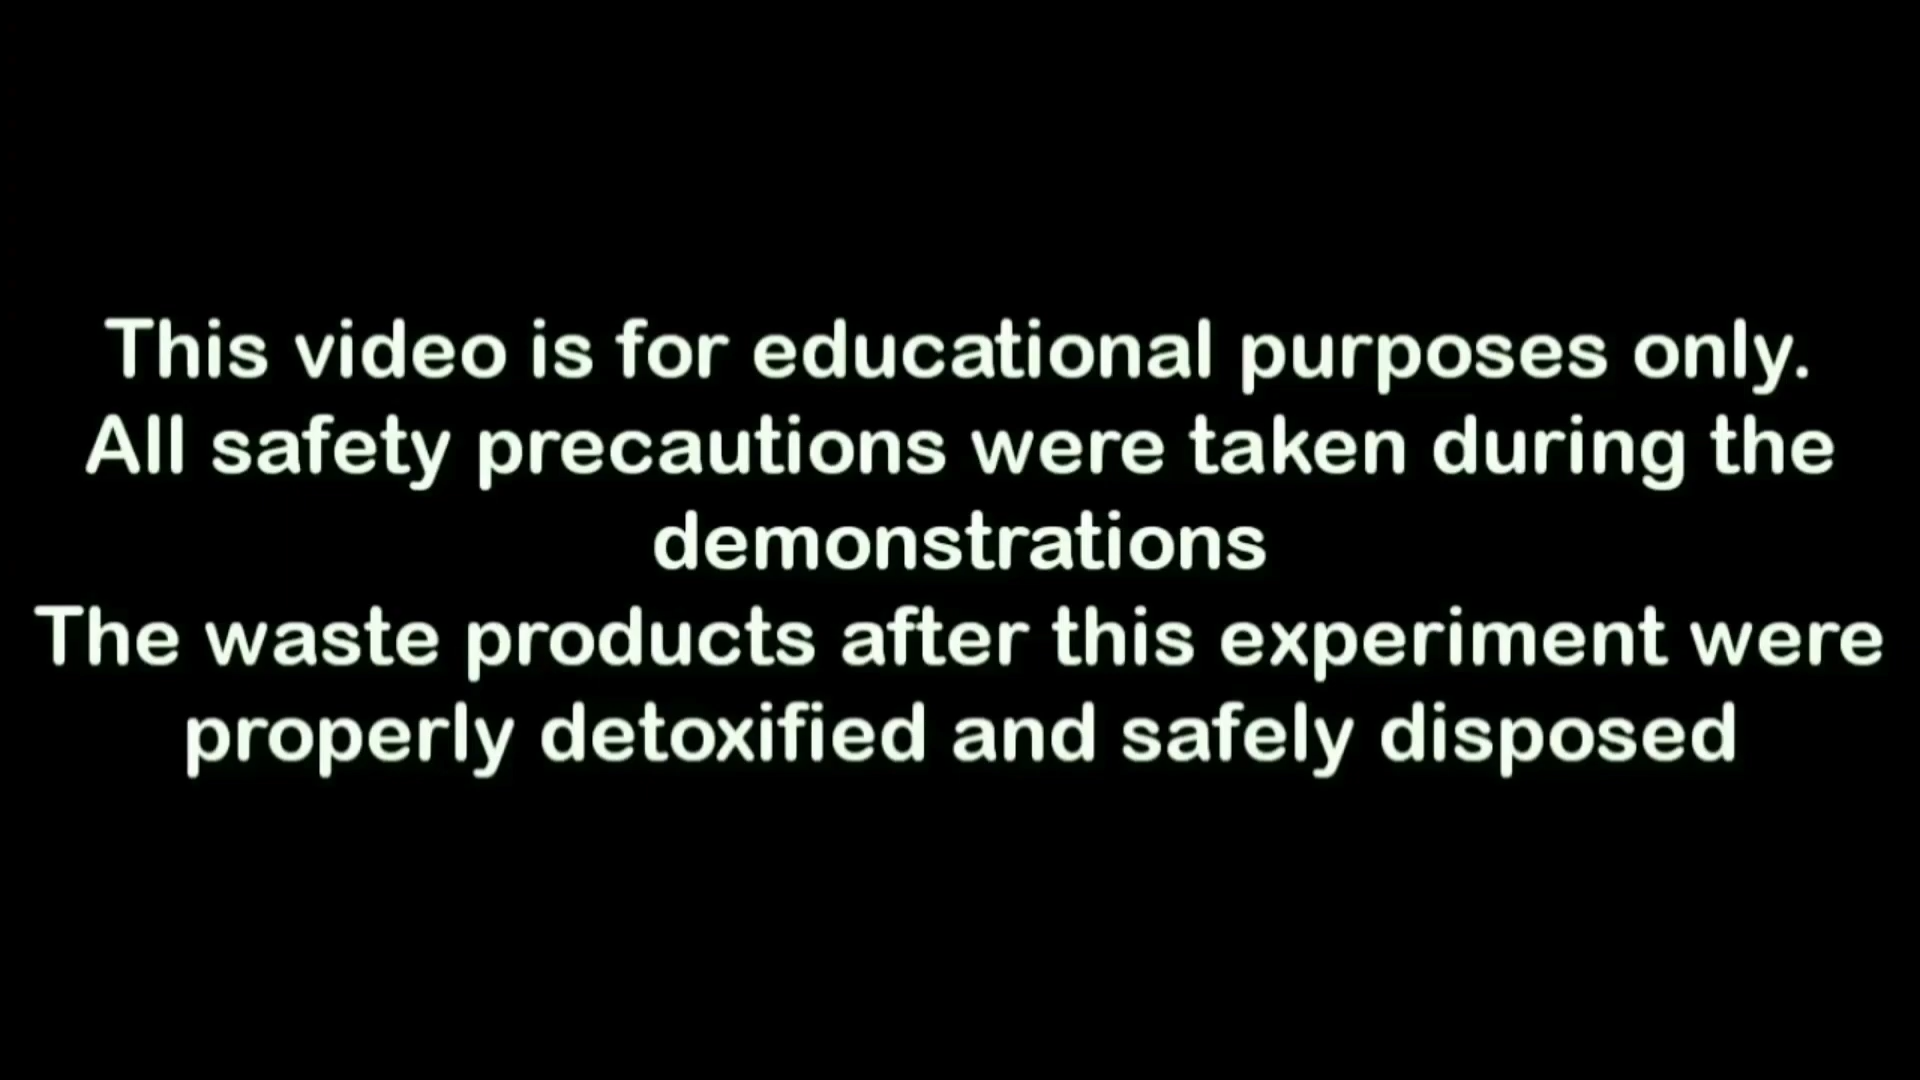 This video is for educational purposes only.
All safety precautions were taken during the
demonstrations
The waste products after this experiment were
properly detoxified and safely disposed